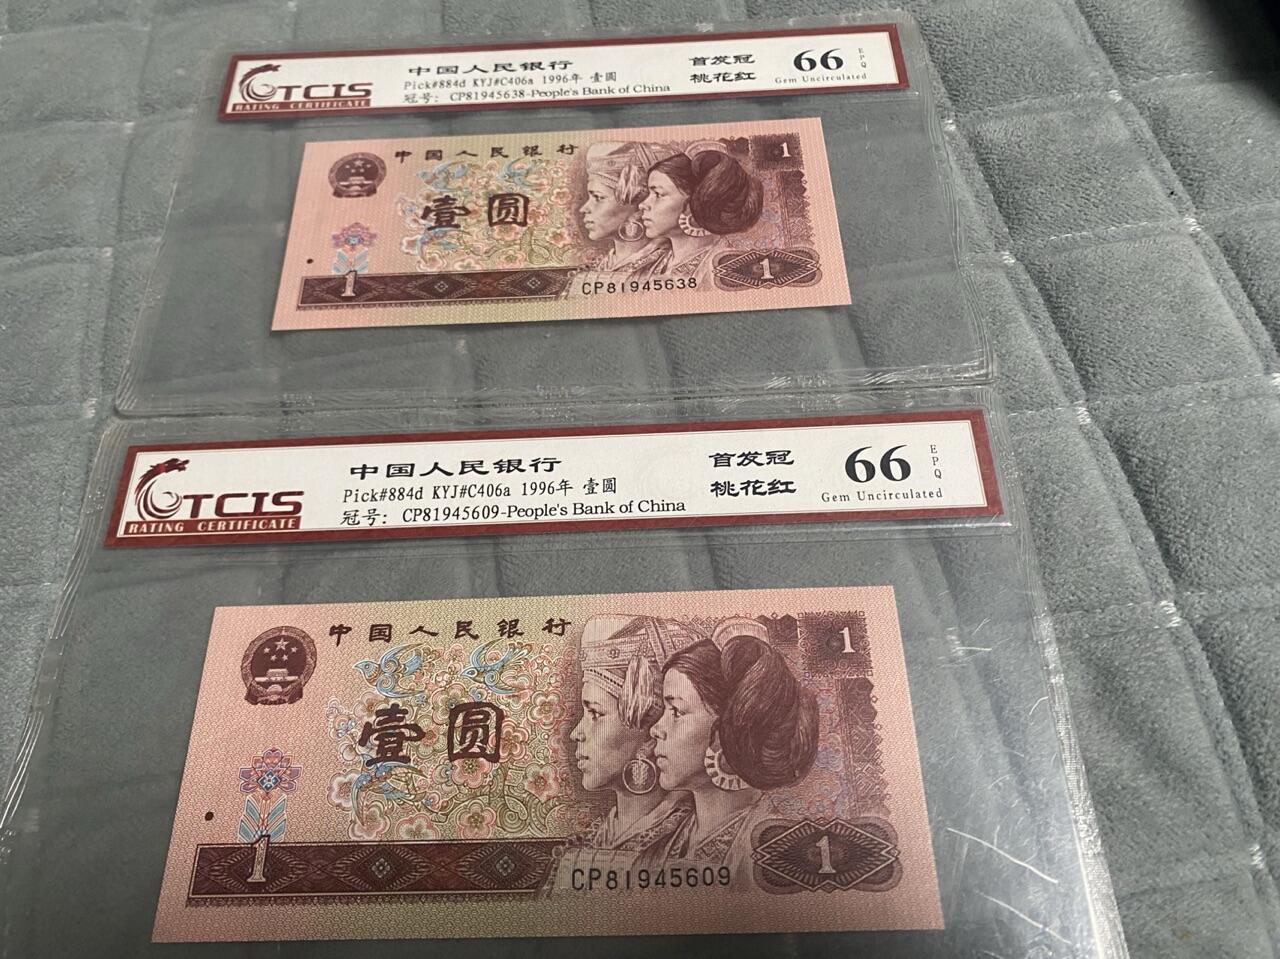 TCIS
RATING CERTIFICATE
中国人民银行
Pick#884d KYJ#C406a 1996年 壹圆
冠号: CP81945638-People's Bank of China
首发冠
桃花红
66
EPQ
Gem Uncirculated
中国人民银行
1
壹圆
1
CP81945638
1
TCIS
RATING CERTIFICATE
中国人民银行
Pick#884d KYJ#C406a 1996年 壹圆
冠号: CP81945609-People's Bank of China
首发冠
桃花红
66
EPQ
Gem Uncirculated
中国人民银行
1
壹圆
1
CP81945609
1